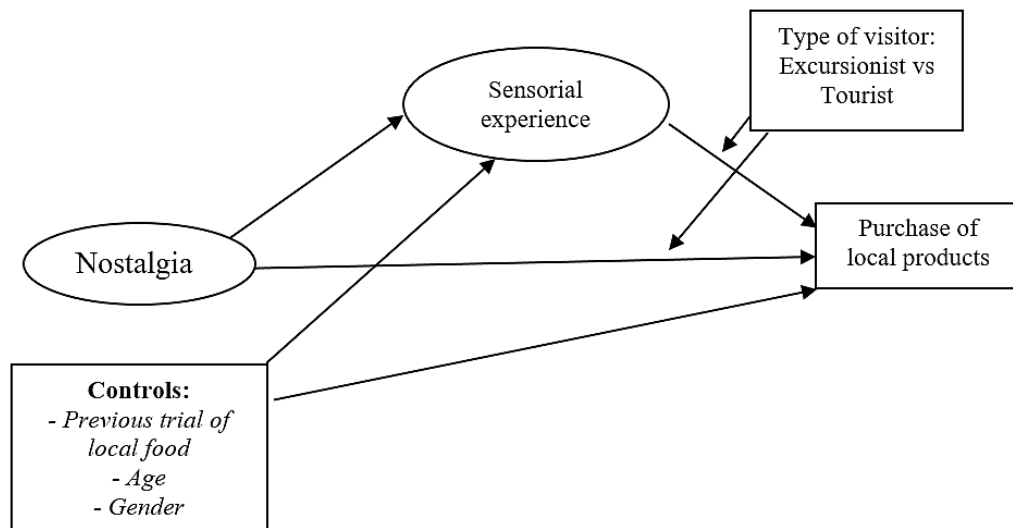 Type of visitor:
Excursionist vs
Tourist
Sensorial
experience
Purchase of
local products
Nostalgia
Controls:
- Previous trial of
local food
- Age
- Gender